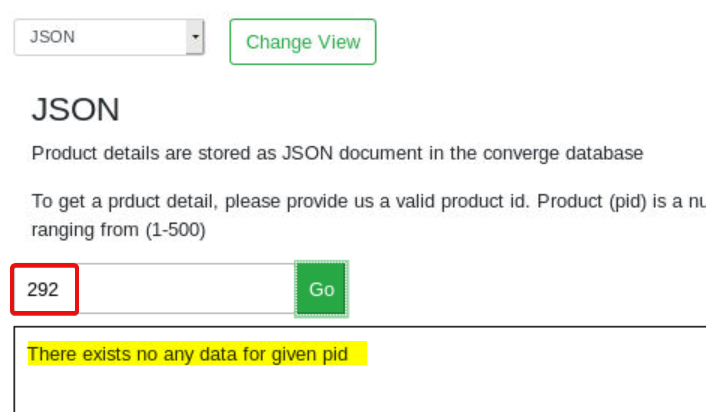 JSON
Change View
JSON
Product details are stored as JSON document in the converge database
To get a prduct detail, please provide us a valid product id. Product (pid) is a
ranging from (1-500)
292
Go
There exists no any data for given pid